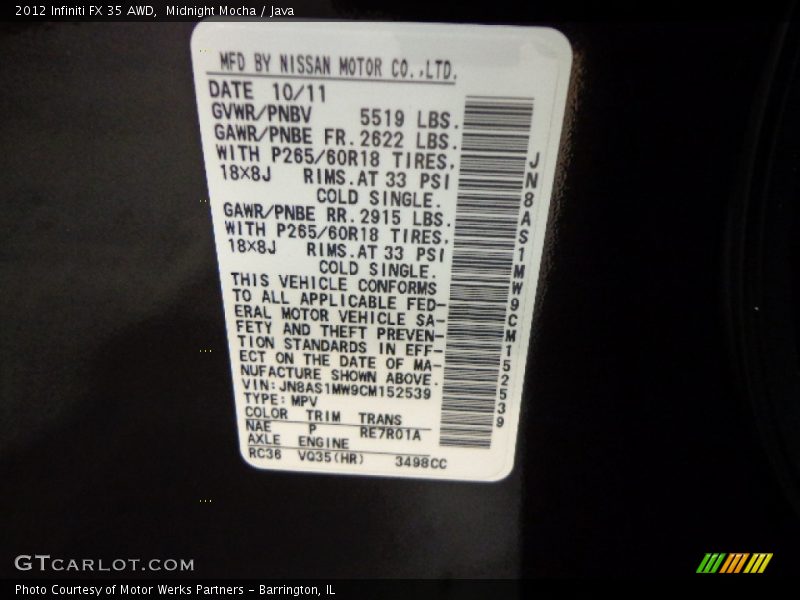 2012 Infiniti FX 35 AWD,  Midnight Mocha / Java
MFD BY NISSAN MOTOR CO.,LTD.
DATE 10/11
GVWR/PNBV 5519 LBS.
GAWR/PNBE FR. 2622 LBS.
WITH P265/60R18 TIRES.
18X8J RIMS. AT 33 PSI
COLD SINGLE.
GAWR/PNBE RR. 2915 LBS.
WITH P265/60R18 TIRES.
18X8J RIMS. AT 33 PSI
COLD SINGLE.
THIS VEHICLE CONFORMS
TO ALL APPLICABLE FED-
ERAL MOTOR VEHICLE SA-
FETY AND THEFT PREVEN-
TION STANDARDS IN EFF-
ECT ON THE DATE OF MA-
NUFACTURE SHOWN ABOVE.
VIN: JN8AS1MW9CM152539
TYPE: MPV
COLOR TRIM TRANS
NAE P RE7R01A
AXLE ENGINE
RC36 VQ35(HR) 3498CC
JN8AS1MW9CM152539
GTCARLOT.COM
Photo Courtesy of Motor Werks Partners - Barrington, IL